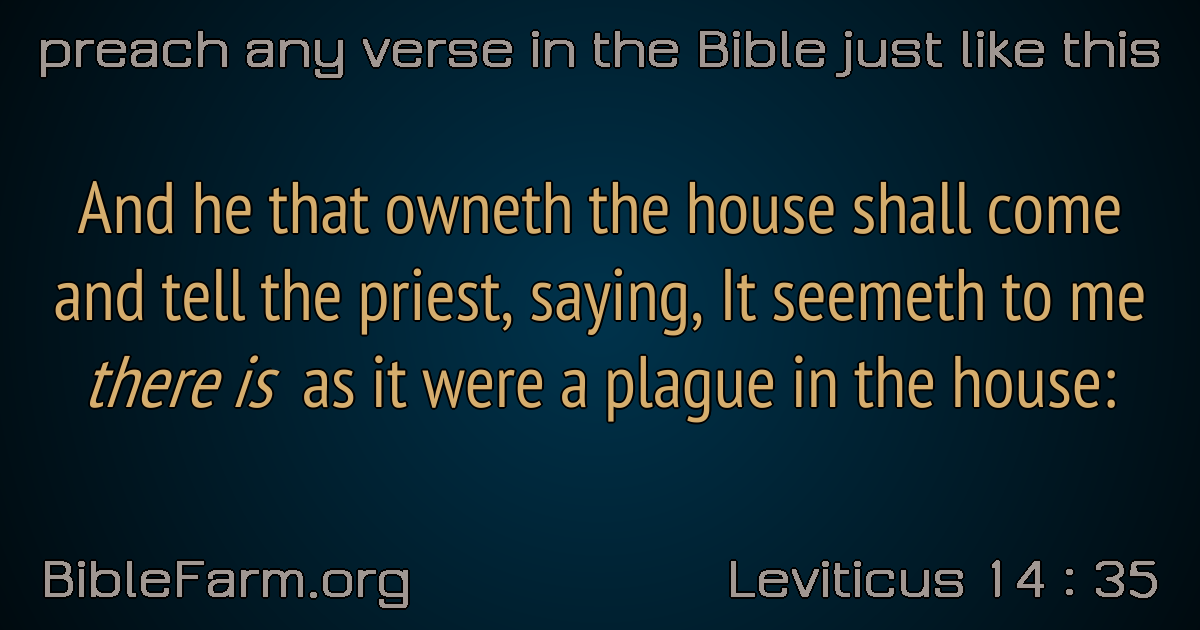 preach any verse in the Bible just like this
And he that owneth the house shall come
and tell the priest, saying, It seemeth to me
there is as it were a plague in the house:
BibleFarm.org
Leviticus 14 : 35